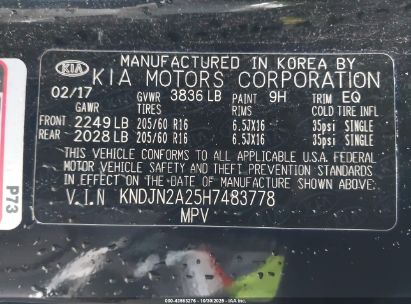 KIA
MANUFACTURED IN KOREA BY
KIA MOTORS CORPORATION
02/17 GVWR 3836 LB PAINT 9H TRIM EQ
GAWR TIRES RIMS COLD TIRE INFL
FRONT 2249 LB 205/60 R16 6.5JX16 35psi SINGLE
REAR 2028 LB 205/60 R16 6.5JX16 35psi SINGLE
THIS VEHICLE CONFORMS TO ALL APPLICABLE U.S.A. FEDERAL
MOTOR VEHICLE SAFETY AND THEFT PREVENTION STANDARDS
IN EFFECT ON THE DATE OF MANUFACTURE SHOWN ABOVE:
V.I.N KNDJN2A25H7483778
MPV
P73